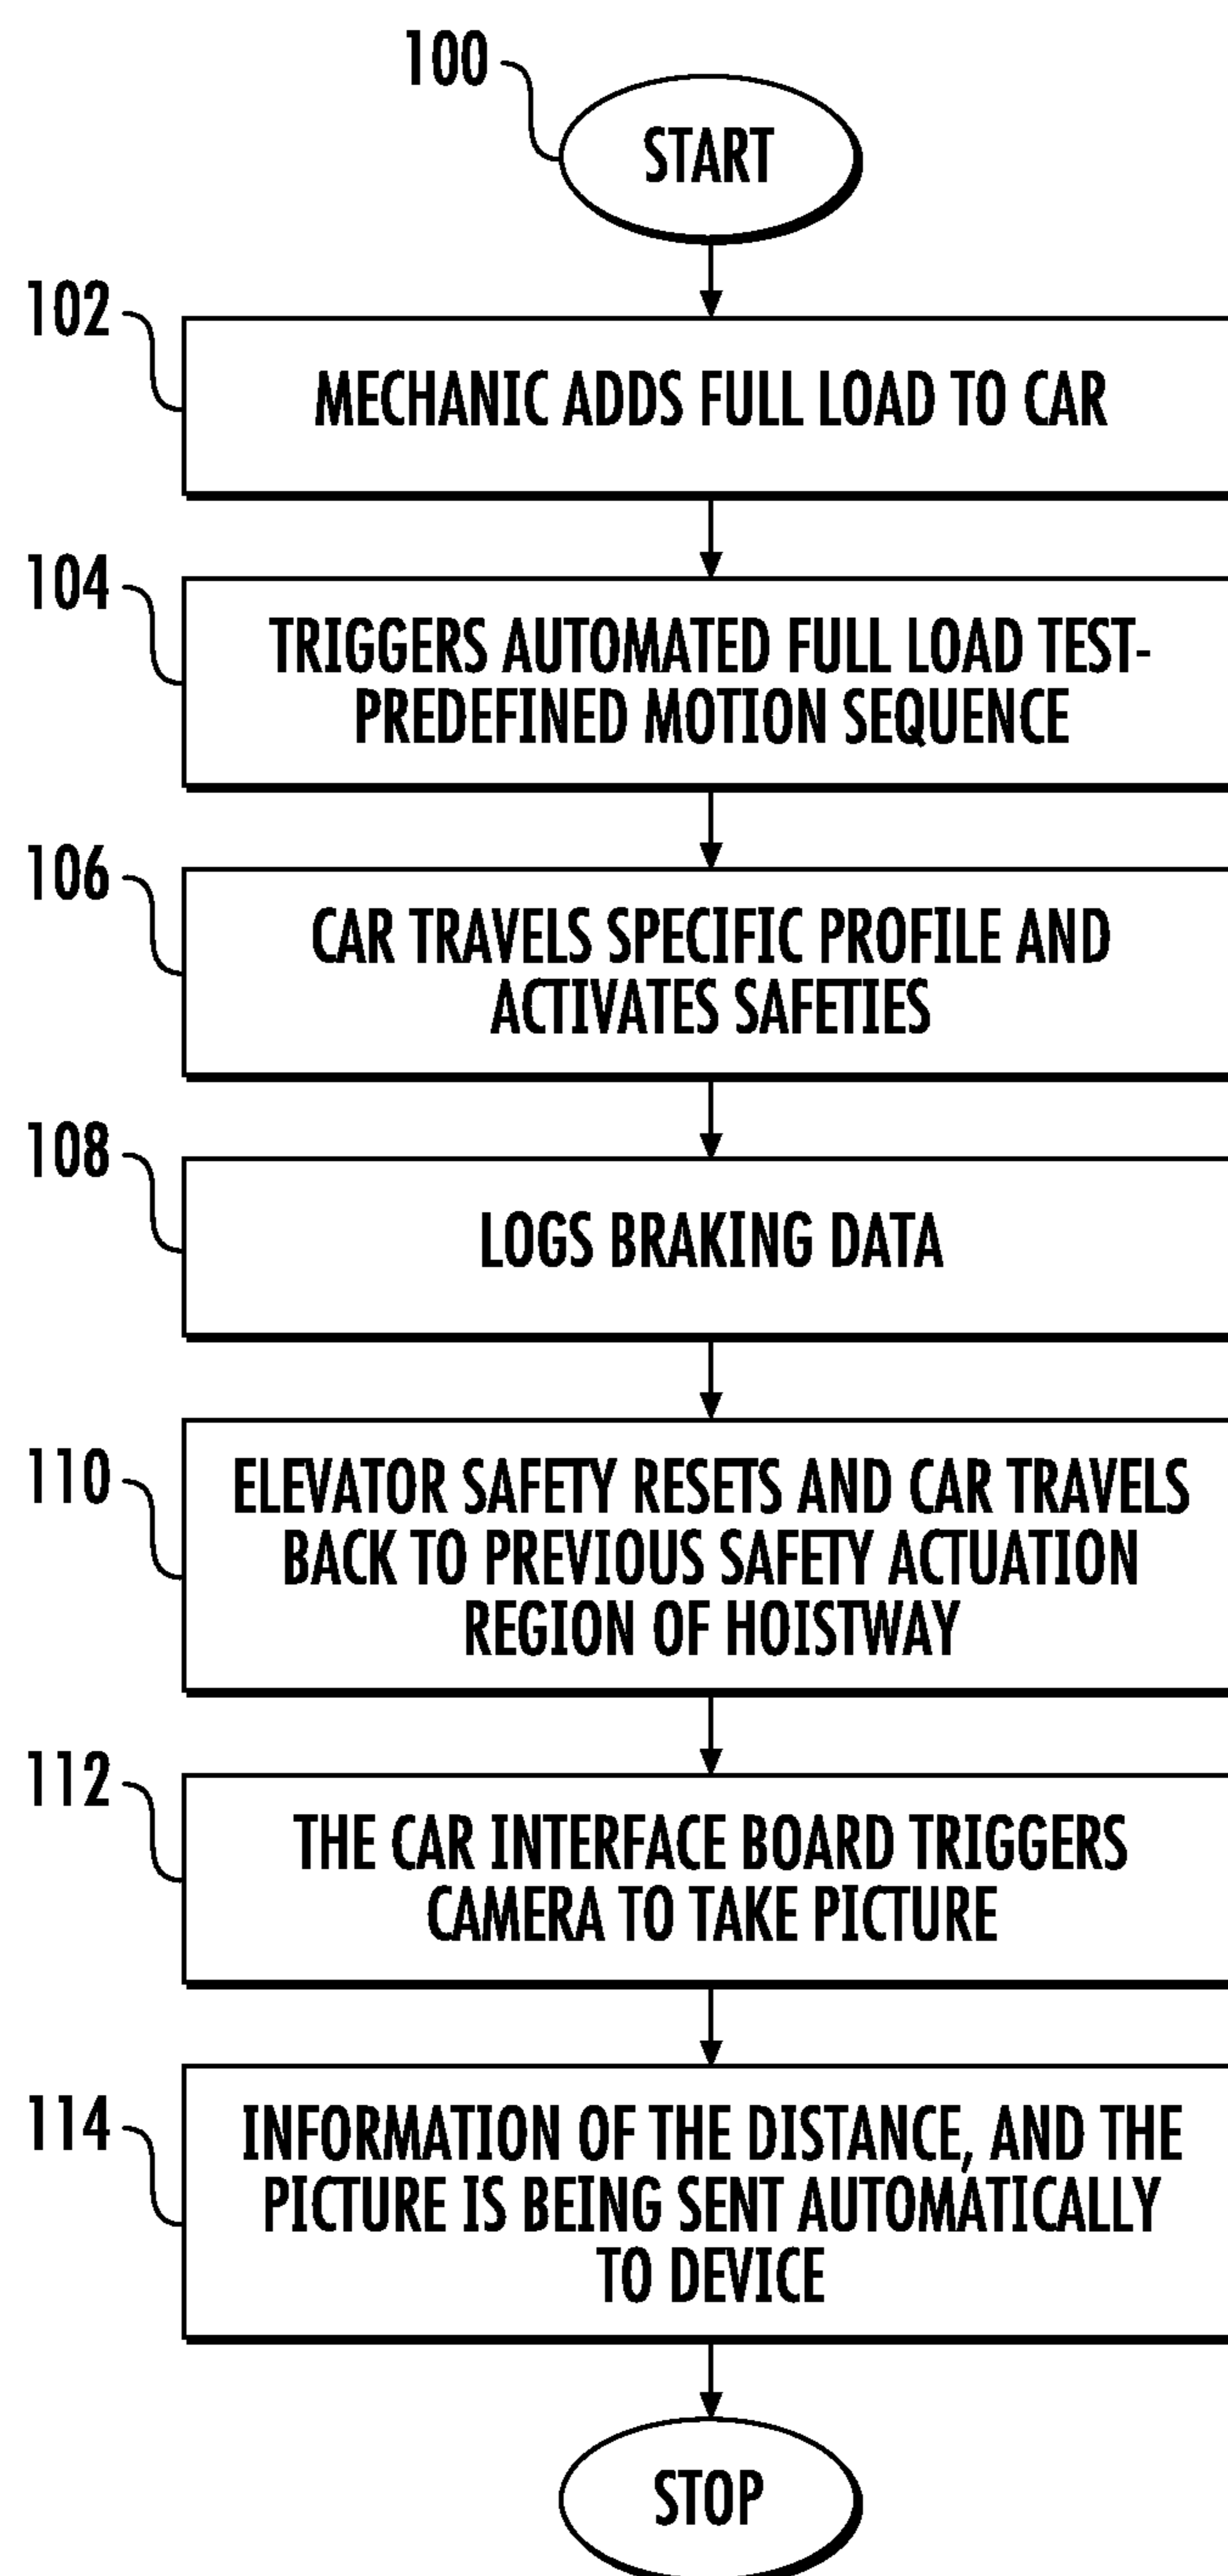 100
START
102
MECHANIC ADDS FULL LOAD TO CAR
104
TRIGGERS AUTOMATED FULL LOAD TEST-
PREDEFINED MOTION SEQUENCE
106
CAR TRAVELS SPECIFIC PROFILE AND
ACTIVATES SAFETIES
108
LOGS BRAKING DATA
110
ELEVATOR SAFETY RESETS AND CAR TRAVELS
BACK TO PREVIOUS SAFETY ACTUATION
REGION OF HOISTWAY
112
THE CAR INTERFACE BOARD TRIGGERS
CAMERA TO TAKE PICTURE
114
INFORMATION OF THE DISTANCE, AND THE
PICTURE IS BEING SENT AUTOMATICALLY
TO DEVICE
STOP